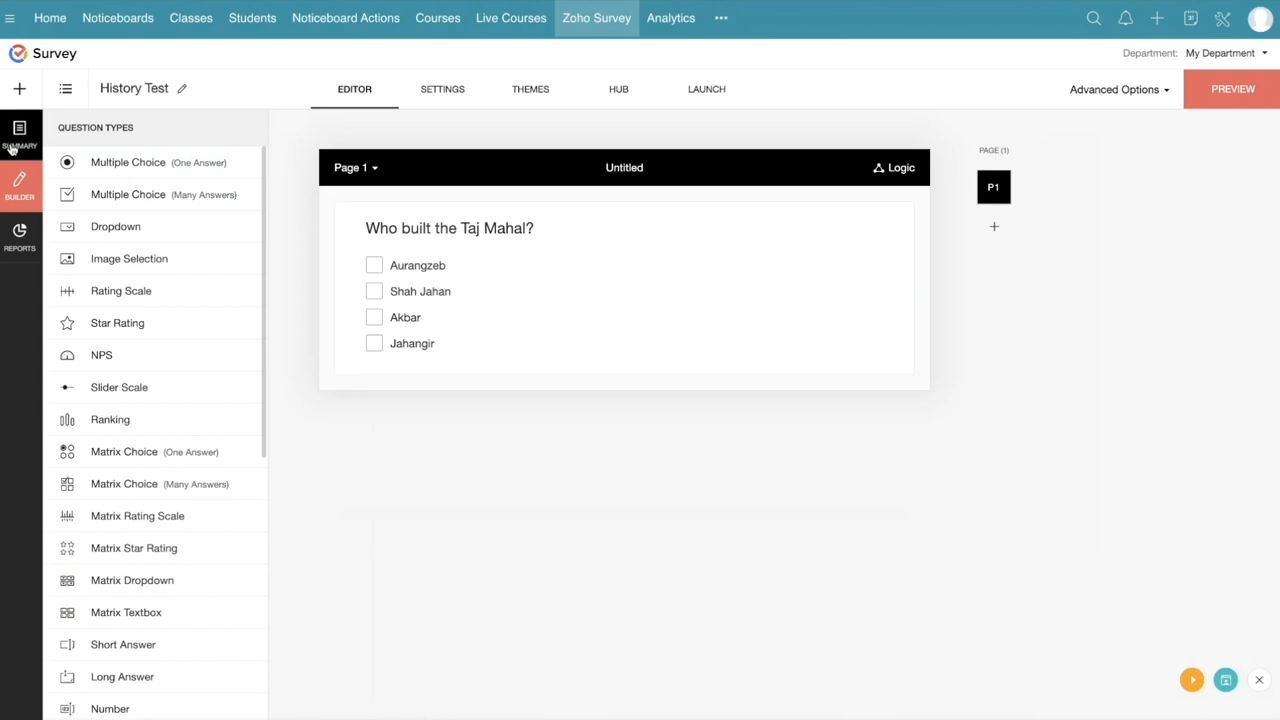 Home Noticeboards Classes Students Noticeboard Actions Courses Live Courses Zoho Survey Analytics
Survey
Department: My Department
History Test
EDITOR SETTINGS THEMES HUB LAUNCH
Advanced Options
PREVIEW
SUMMARY
BUILDER
REPORTS
QUESTION TYPES
Multiple Choice (One Answer)
Multiple Choice (Many Answers)
Dropdown
Image Selection
Rating Scale
Star Rating
NPS
Slider Scale
Ranking
Matrix Choice (One Answer)
Matrix Choice (Many Answers)
Matrix Rating Scale
Matrix Star Rating
Matrix Dropdown
Matrix Textbox
Short Answer
Long Answer
Number
Page 1 Untitled Logic
Who built the Taj Mahal?
Aurangzeb
Shah Jahan
Akbar
Jahangir
PAGE (1)
P1